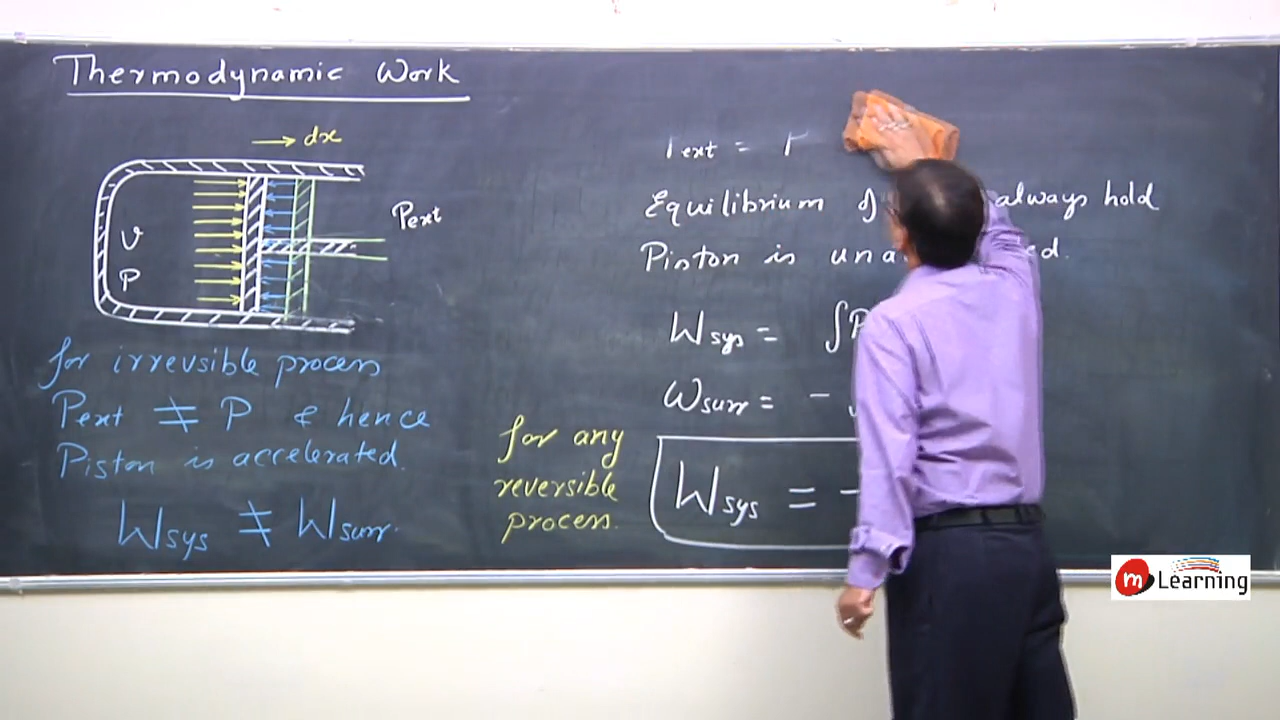 Thermodynamic Work
dx
Pext
V
P
for irreversible process
Pext ≠ P & hence
Piston is accelerated.
Wsys ≠ Wsurr.
for any
reversible
process.
ext =
Equilibrium always hold
Piston is
Wsys = ∫P
Wsurr = -
Wsys = -
m Learning